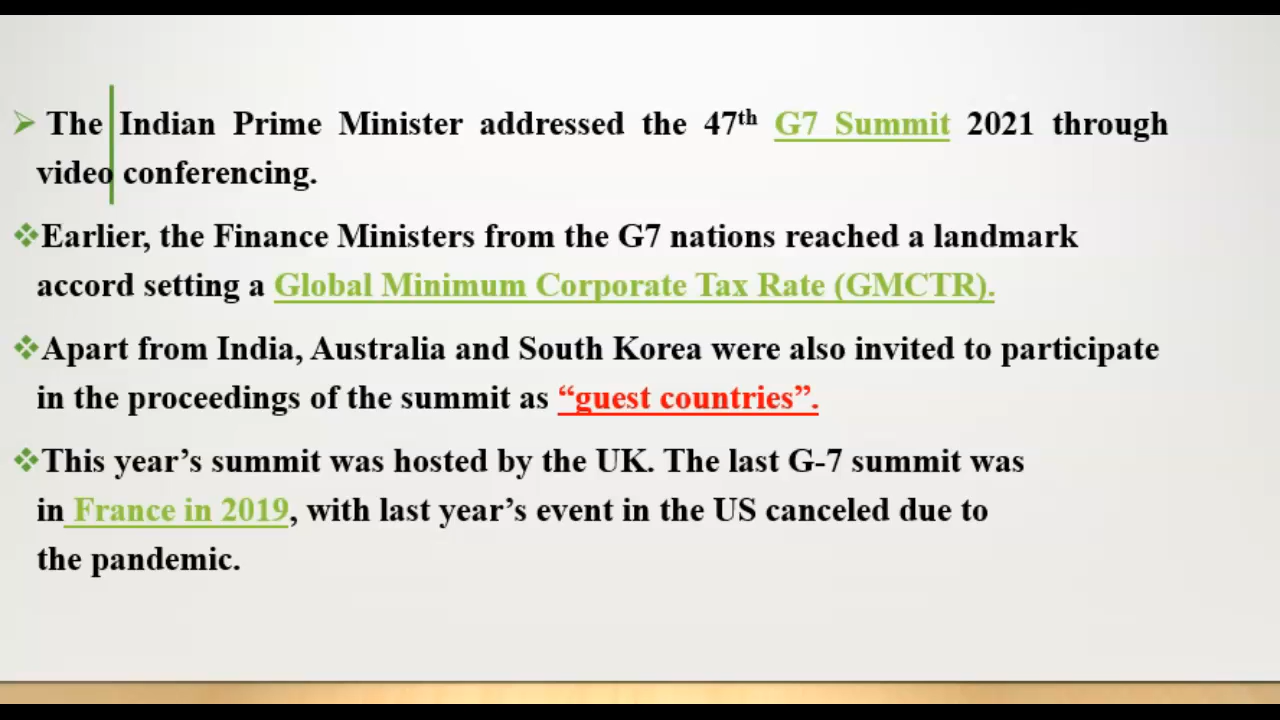 The Indian Prime Minister addressed the 47th G7 Summit 2021 through
video conferencing.
Earlier, the Finance Ministers from the G7 nations reached a landmark
accord setting a Global Minimum Corporate Tax Rate (GMCTR).
Apart from India, Australia and South Korea were also invited to participate
in the proceedings of the summit as “guest countries”.
This year’s summit was hosted by the UK. The last G-7 summit was
in France in 2019, with last year’s event in the US canceled due to
the pandemic.